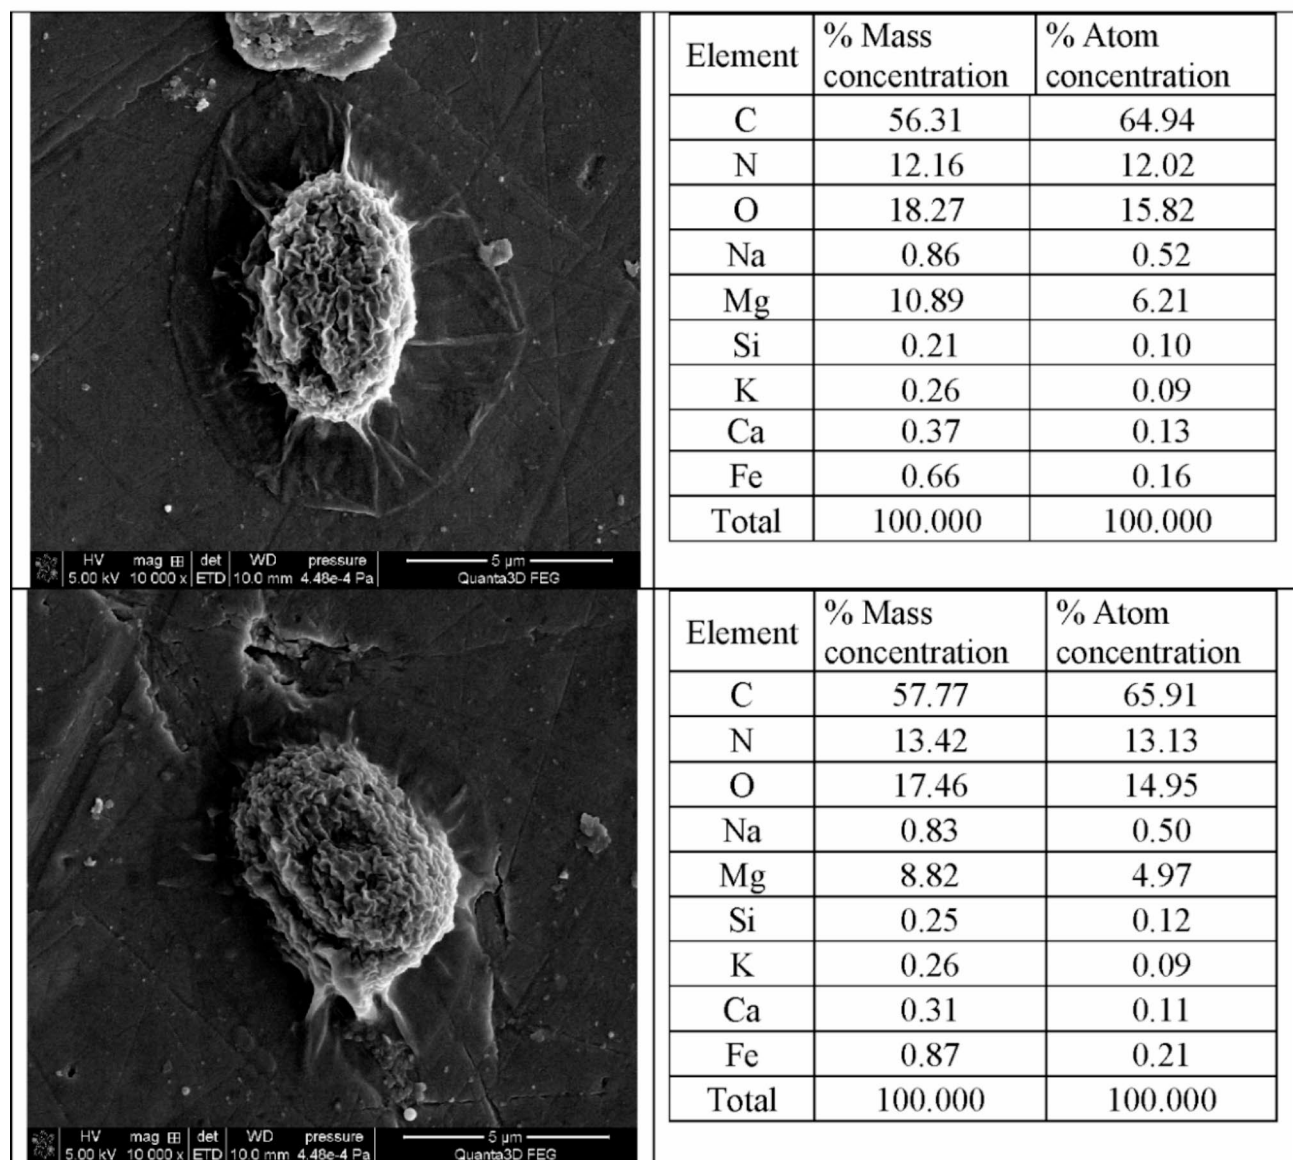 Element % Mass concentration % Atom concentration
C 56.31 64.94
N 12.16 12.02
O 18.27 15.82
Na 0.86 0.52
Mg 10.89 6.21
Si 0.21 0.10
K 0.26 0.09
Ca 0.37 0.13
Fe 0.66 0.16
Total 100.000 100.000
HV mag det WD pressure 5 µm
5.00 kV 10 000 x ETD 10.0 mm 4.48e-4 Pa Quanta3D FEG
Element % Mass concentration % Atom concentration
C 57.77 65.91
N 13.42 13.13
O 17.46 14.95
Na 0.83 0.50
Mg 8.82 4.97
Si 0.25 0.12
K 0.26 0.09
Ca 0.31 0.11
Fe 0.87 0.21
Total 100.000 100.000
HV mag det WD pressure 5 µm
5.00 kV 10 000 x ETD 10.0 mm 4.48e-4 Pa Quanta3D FEG